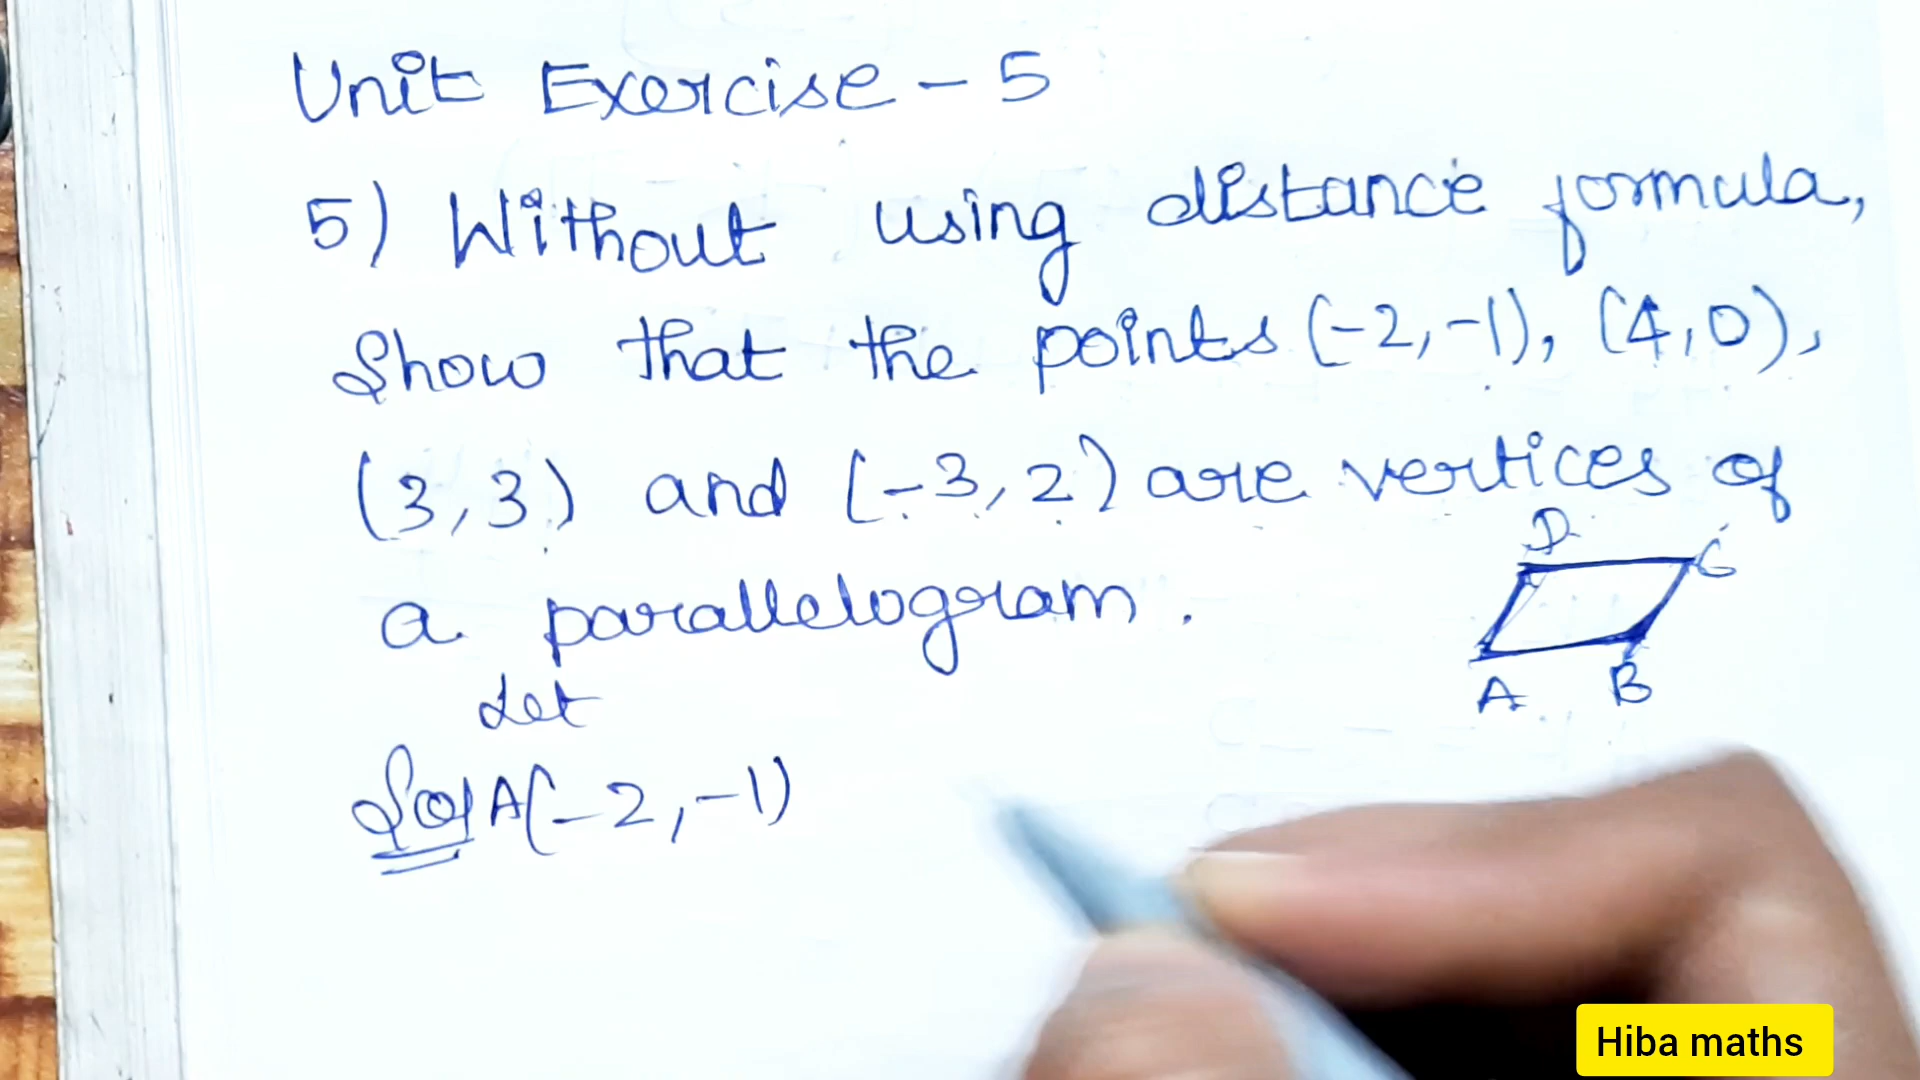 Unit Exercise - 5
5) Without using distance formula,
Show that the points (-2,-1), (4,0),
(3,3) and (-3,2) are vertices of
a parallelogram.
D C
A B
Let
Sol A(-2,-1)
Hiba maths